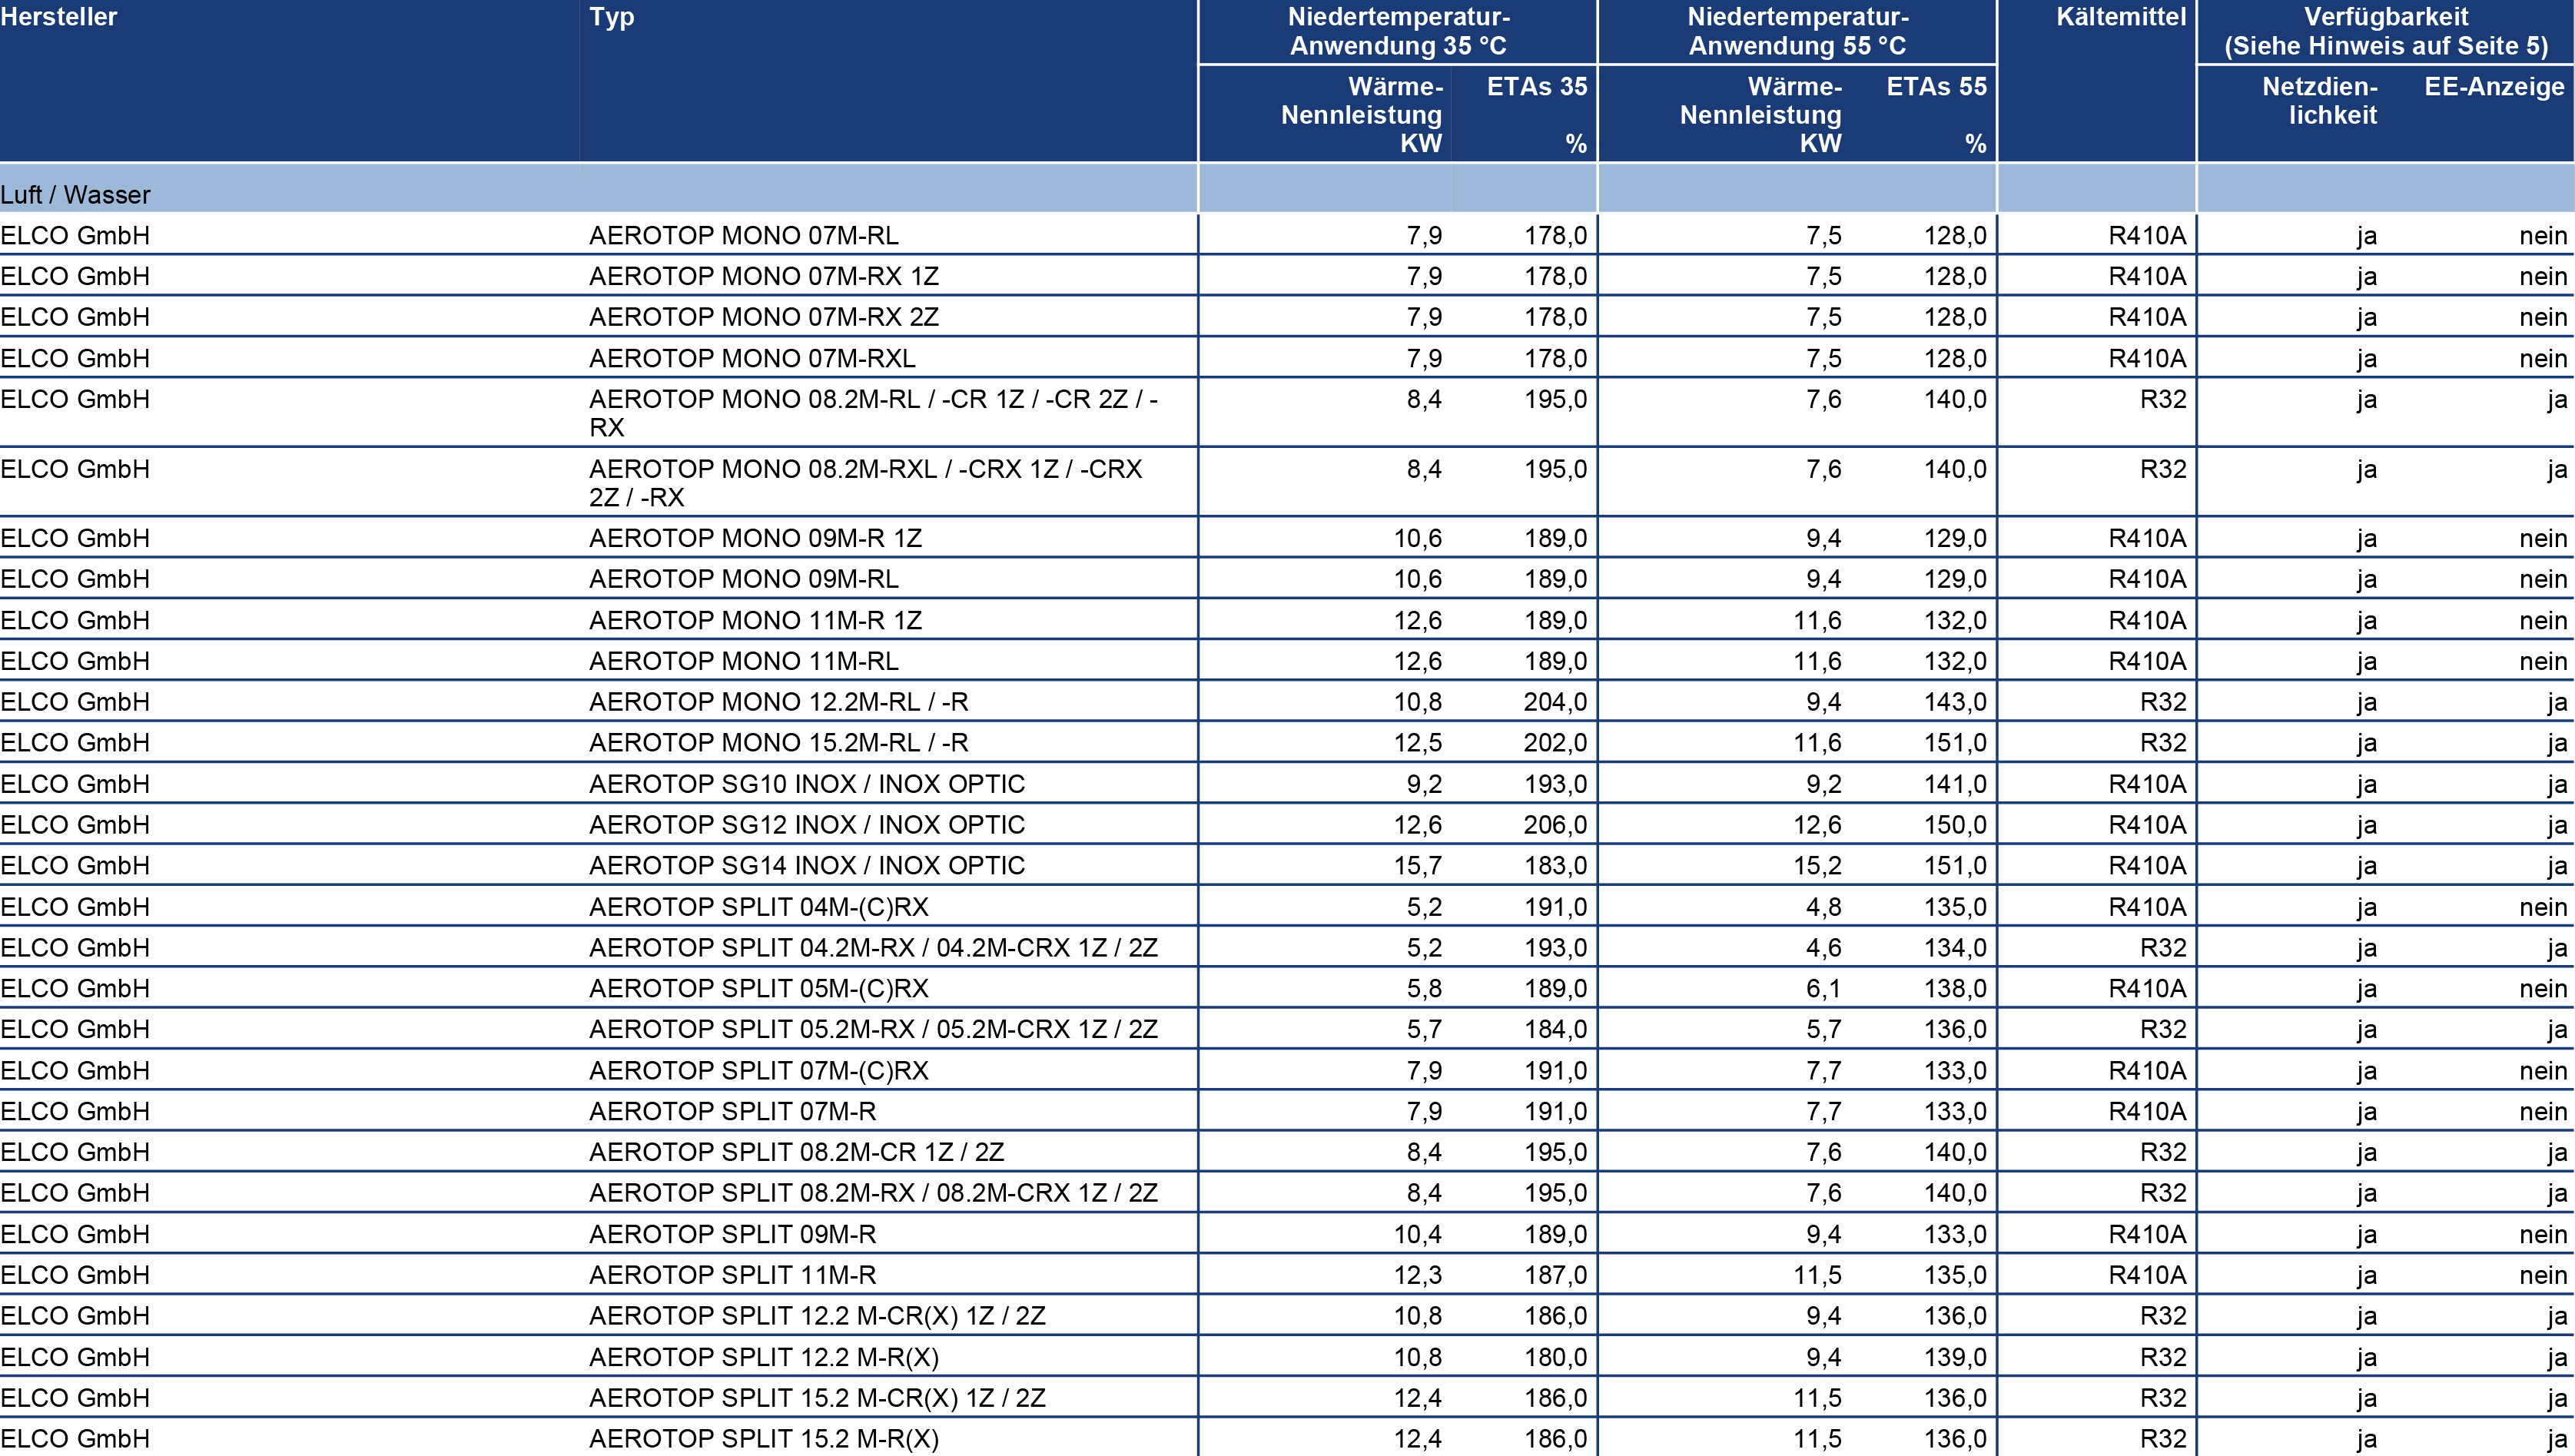 Hersteller Typ Niedertemperatur- Niedertemperatur- Kältemittel Verfügbarkeit
Anwendung 35 °C Anwendung 55 °C (Siehe Hinweis auf Seite 5)
Wärme- ETAs 35 Wärme- ETAs 55 Netzdien- EE-Anzeige
Nennleistung Nennleistung lichkeit
KW % KW %
Luft / Wasser
ELCO GmbH AEROTOP MONO 07M-RL 7,9 178,0 7,5 128,0 R410A ja nein
ELCO GmbH AEROTOP MONO 07M-RX 1Z 7,9 178,0 7,5 128,0 R410A ja nein
ELCO GmbH AEROTOP MONO 07M-RX 2Z 7,9 178,0 7,5 128,0 R410A ja nein
ELCO GmbH AEROTOP MONO 07M-RXL 7,9 178,0 7,5 128,0 R410A ja nein
ELCO GmbH AEROTOP MONO 08.2M-RL / -CR 1Z / -CR 2Z / - 8,4 195,0 7,6 140,0 R32 ja ja
RX
ELCO GmbH AEROTOP MONO 08.2M-RXL / -CRX 1Z / -CRX 8,4 195,0 7,6 140,0 R32 ja ja
2Z / -RX
ELCO GmbH AEROTOP MONO 09M-R 1Z 10,6 189,0 9,4 129,0 R410A ja nein
ELCO GmbH AEROTOP MONO 09M-RL 10,6 189,0 9,4 129,0 R410A ja nein
ELCO GmbH AEROTOP MONO 11M-R 1Z 12,6 189,0 11,6 132,0 R410A ja nein
ELCO GmbH AEROTOP MONO 11M-RL 12,6 189,0 11,6 132,0 R410A ja nein
ELCO GmbH AEROTOP MONO 12.2M-RL / -R 10,8 204,0 9,4 143,0 R32 ja ja
ELCO GmbH AEROTOP MONO 15.2M-RL / -R 12,5 202,0 11,6 151,0 R32 ja ja
ELCO GmbH AEROTOP SG10 INOX / INOX OPTIC 9,2 193,0 9,2 141,0 R410A ja ja
ELCO GmbH AEROTOP SG12 INOX / INOX OPTIC 12,6 206,0 12,6 150,0 R410A ja ja
ELCO GmbH AEROTOP SG14 INOX / INOX OPTIC 15,7 183,0 15,2 151,0 R410A ja ja
ELCO GmbH AEROTOP SPLIT 04M-(C)RX 5,2 191,0 4,8 135,0 R410A ja nein
ELCO GmbH AEROTOP SPLIT 04.2M-RX / 04.2M-CRX 1Z / 2Z 5,2 193,0 4,6 134,0 R32 ja ja
ELCO GmbH AEROTOP SPLIT 05M-(C)RX 5,8 189,0 6,1 138,0 R410A ja nein
ELCO GmbH AEROTOP SPLIT 05.2M-RX / 05.2M-CRX 1Z / 2Z 5,7 184,0 5,7 136,0 R32 ja ja
ELCO GmbH AEROTOP SPLIT 07M-(C)RX 7,9 191,0 7,7 133,0 R410A ja nein
ELCO GmbH AEROTOP SPLIT 07M-R 7,9 191,0 7,7 133,0 R410A ja nein
ELCO GmbH AEROTOP SPLIT 08.2M-CR 1Z / 2Z 8,4 195,0 7,6 140,0 R32 ja ja
ELCO GmbH AEROTOP SPLIT 08.2M-RX / 08.2M-CRX 1Z / 2Z 8,4 195,0 7,6 140,0 R32 ja ja
ELCO GmbH AEROTOP SPLIT 09M-R 10,4 189,0 9,4 133,0 R410A ja nein
ELCO GmbH AEROTOP SPLIT 11M-R 12,3 187,0 11,5 135,0 R410A ja nein
ELCO GmbH AEROTOP SPLIT 12.2 M-CR(X) 1Z / 2Z 10,8 186,0 9,4 136,0 R32 ja ja
ELCO GmbH AEROTOP SPLIT 12.2 M-R(X) 10,8 180,0 9,4 139,0 R32 ja ja
ELCO GmbH AEROTOP SPLIT 15.2 M-CR(X) 1Z / 2Z 12,4 186,0 11,5 136,0 R32 ja ja
ELCO GmbH AEROTOP SPLIT 15.2 M-R(X) 12,4 186,0 11,5 136,0 R32 ja ja